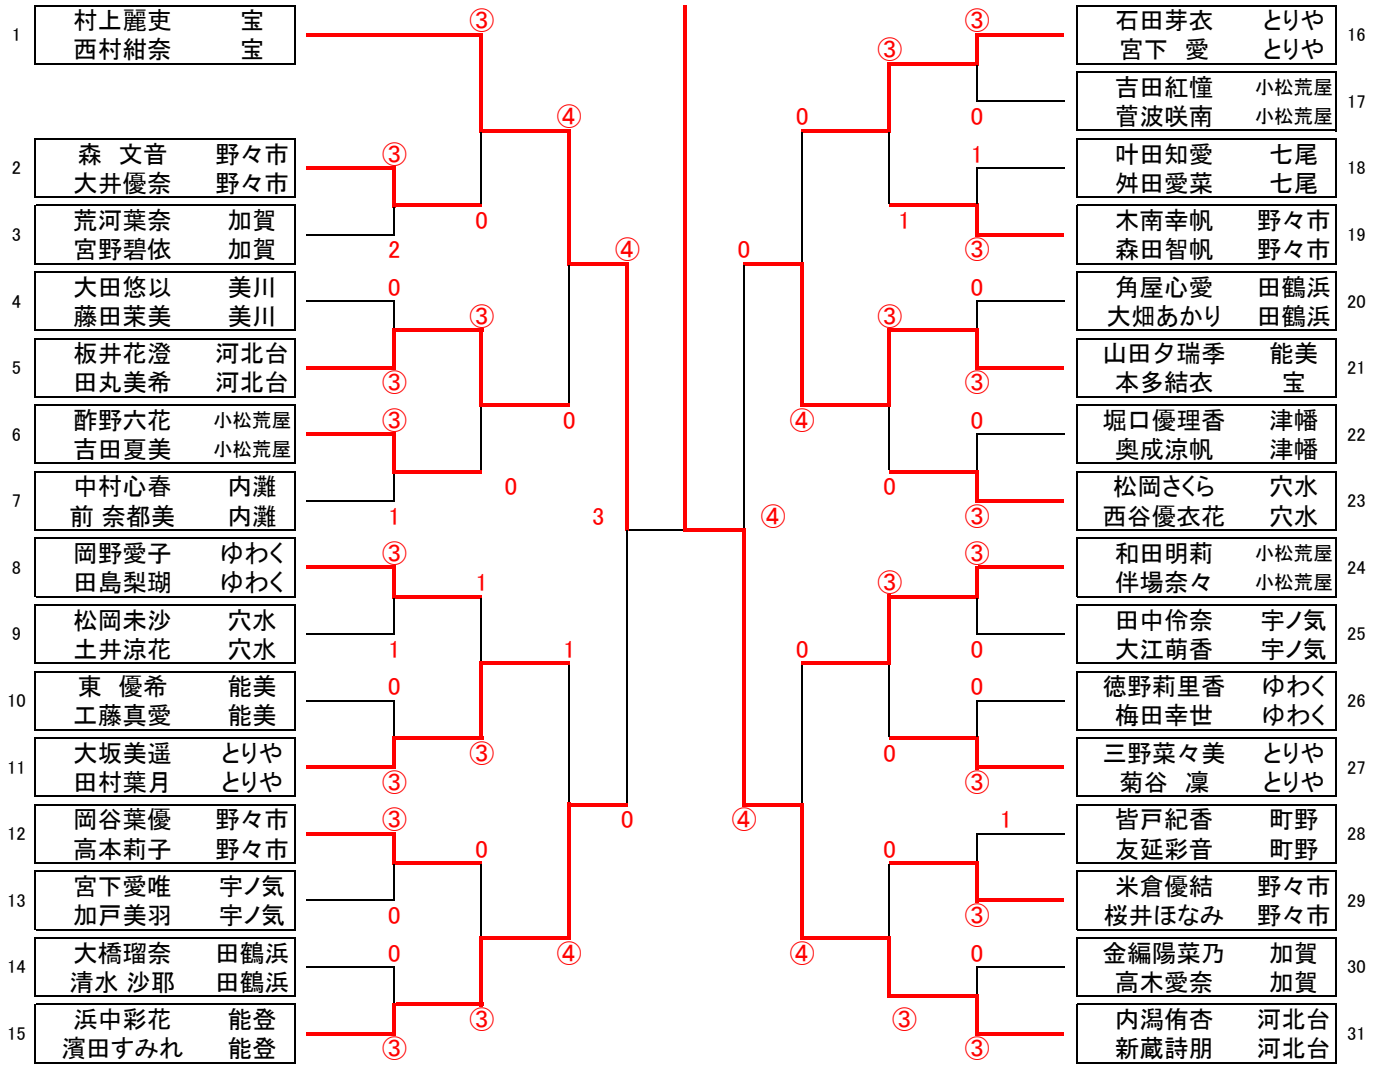 1 村上麗吏 宝
西村紺奈 宝
2 森 文音 野々市
大井優奈 野々市
3 荒河葉奈 加賀
宮野碧依 加賀
4 大田悠以 美川
藤田茉美 美川
5 板井花澄 河北台
田丸美希 河北台
6 酢野六花 小松荒屋
吉田夏美 小松荒屋
7 中村心春 内灘
前 奈都美 内灘
8 岡野愛子 ゆわく
田島梨瑚 ゆわく
9 松岡未沙 穴水
土井涼花 穴水
10 東 優希 能美
工藤真愛 能美
11 大坂美遥 とりや
田村葉月 とりや
12 岡谷葉優 野々市
高本莉子 野々市
13 宮下愛唯 宇ノ気
加戸美羽 宇ノ気
14 大橋瑠奈 田鶴浜
清水 沙耶 田鶴浜
15 浜中彩花 能登
濱田すみれ 能登
③
2
0
③
③
1
③
1
0
③
③
0
0
③
③
0
③
0
1
③
0
③
④
0
1
④
④
0
3
④
0
④
0
④
0
④
③
1
③
0
③
0
0
③
③
0
1
③
0
③
0
③
③
0
0
③
1
③
0
③
石田芽衣 とりや 16
宮下 愛 とりや
吉田紅憧 小松荒屋 17
菅波咲南 小松荒屋
叶田知愛 七尾 18
舛田愛菜 七尾
木南幸帆 野々市 19
森田智帆 野々市
角屋心愛 田鶴浜 20
大畑あかり 田鶴浜
山田夕瑞季 能美 21
本多結衣 宝
堀口優理香 津幡 22
奥成涼帆 津幡
松岡さくら 穴水 23
西谷優衣花 穴水
和田明莉 小松荒屋 24
伴場奈々 小松荒屋
田中伶奈 宇ノ気 25
大江萌香 宇ノ気
徳野莉里香 ゆわく 26
梅田幸世 ゆわく
三野菜々美 とりや 27
菊谷 凜 とりや
皆戸紀香 町野 28
友延彩音 町野
米倉優結 野々市 29
桜井ほなみ 野々市
金編陽菜乃 加賀 30
高木愛奈 加賀
内潟侑杏 河北台 31
新蔵詩朋 河北台